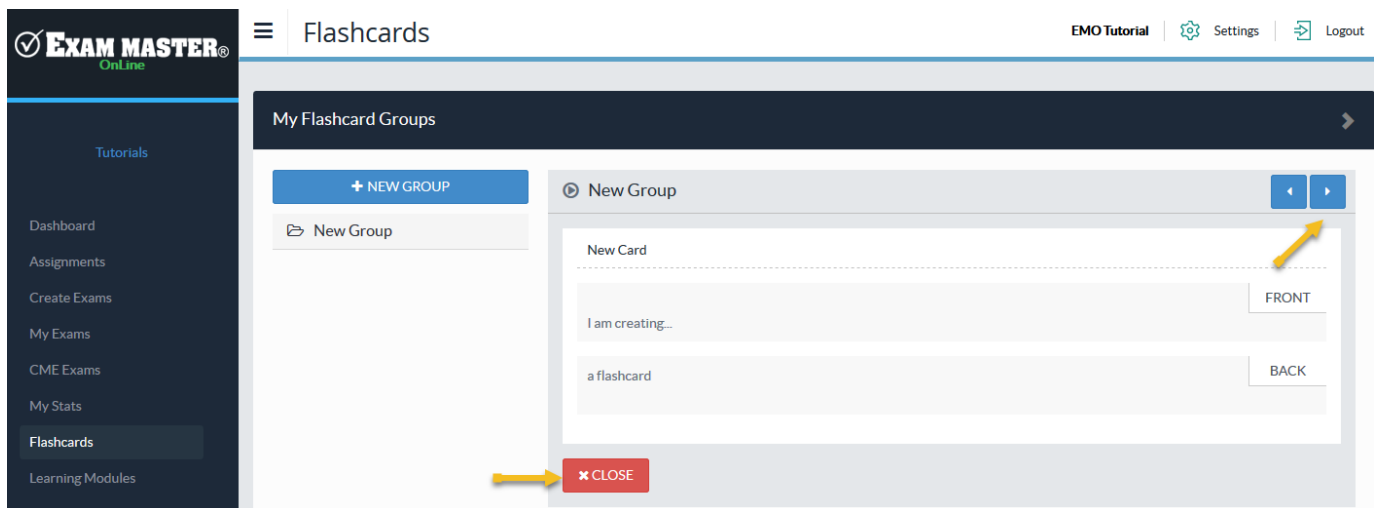 EXAM MASTER®
OnLine
Flashcards
EMO Tutorial
Settings
Logout
Tutorials
Dashboard
Assignments
Create Exams
My Exams
CME Exams
My Stats
Flashcards
Learning Modules
My Flashcard Groups
+ NEW GROUP
New Group
New Group
New Card
FRONT
I am creating...
BACK
a flashcard
✖ CLOSE